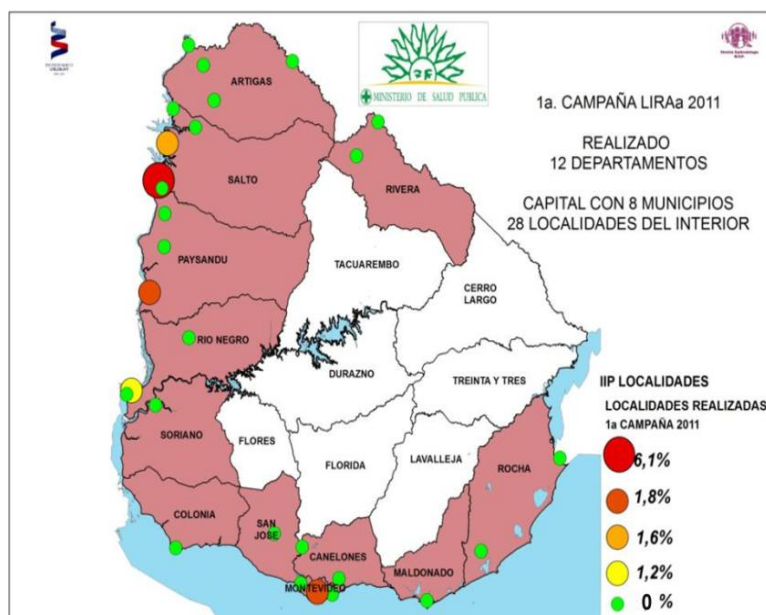 MINISTERIO DE SALUD PUBLICA
1a. CAMPAÑA LIRAa 2011
REALIZADO
12 DEPARTAMENTOS
CAPITAL CON 8 MUNICIPIOS
28 LOCALIDADES DEL INTERIOR
ARTIGAS
SALTO
RIVERA
PAYSANDU
TACUAREMBO
CERRO
LARGO
RIO NEGRO
DURAZNO
TREINTA Y TRES
SORIANO
FLORES
FLORIDA
LAVALLEJA
ROCHA
COLONIA
SAN
JOSE
CANELONES
MALDONADO
MONTEVIDEO
IIP LOCALIDADES
LOCALIDADES REALIZADAS
1a CAMPAÑA 2011
6,1%
1,8%
1,6%
1,2%
0 %